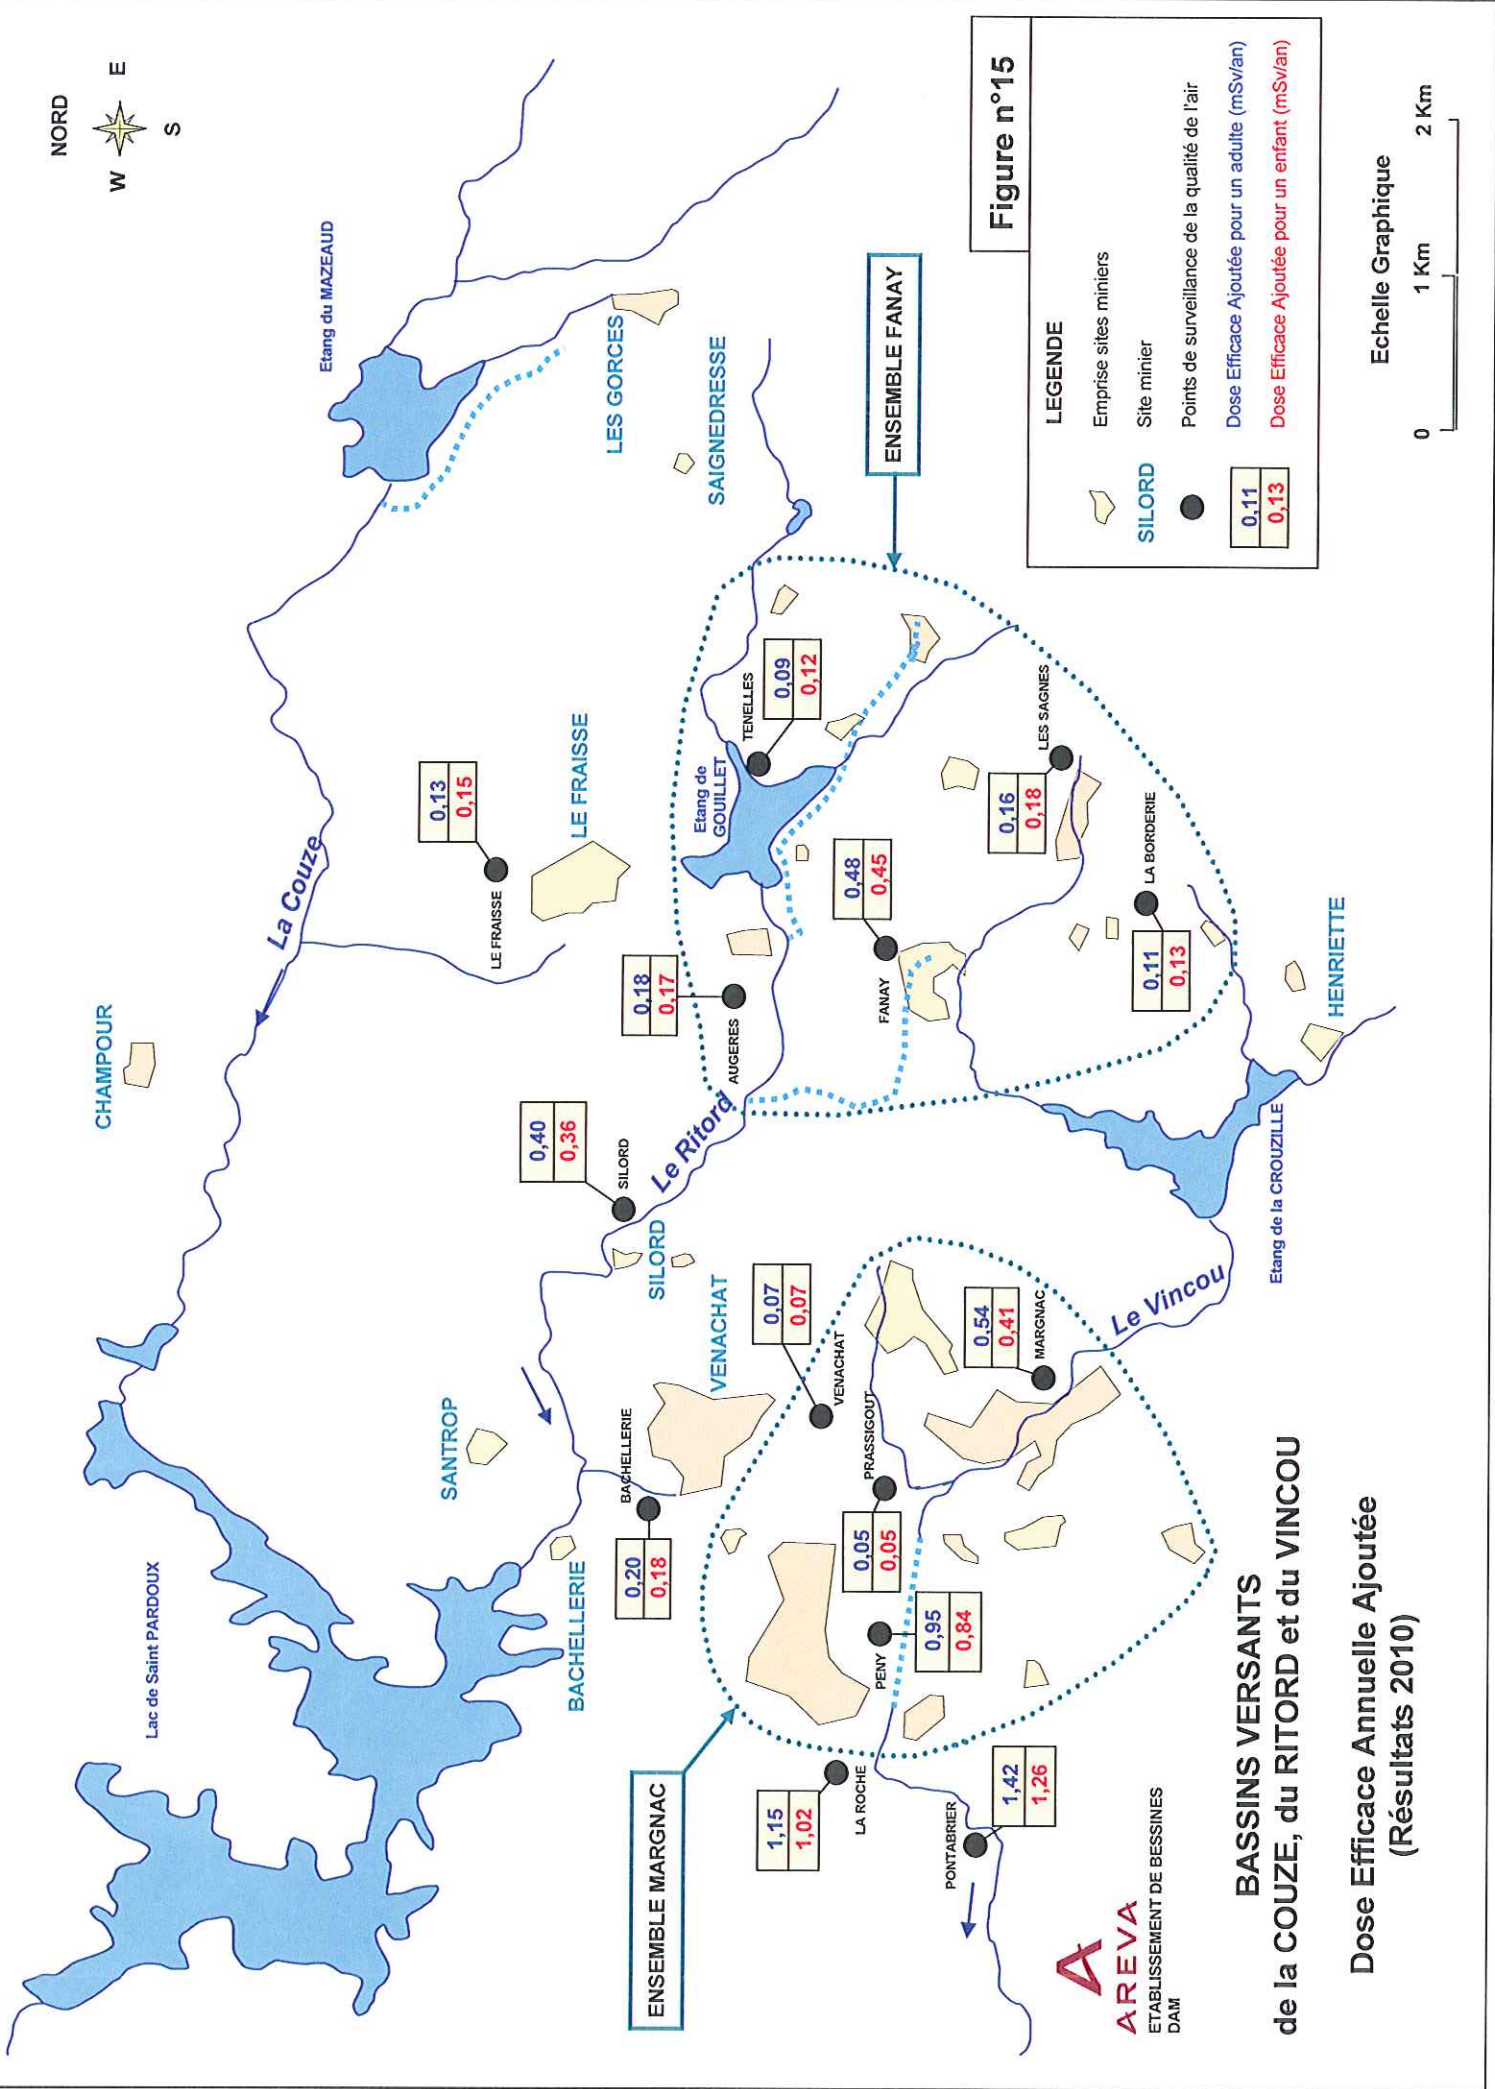 NORD
W
E
S
Etang du MAZEAUD
LES GORCES
SAIGNEDRESSE
ENSEMBLE FANAY
Figure n°15
LEGENDE
Emprise sites miniers
SILORD
Site minier
Points de surveillance de la qualité de l'air
0,11
Dose Efficace Ajoutée pour un adulte (mSv/an)
0,13
Dose Efficace Ajoutée pour un enfant (mSv/an)
Echelle Graphique
0
1 Km
2 Km
La Couze
CHAMPOUR
LE FRAISSE
0,13
0,15
LE FRAISSE
TENELLES
0,09
0,12
Etang de
GOUILLET
0,18
0,17
AUGERES
0,48
0,45
FANAY
LES SAGNES
0,16
0,18
LA BORDERIE
0,11
0,13
HENRIETTE
Etang de la CROUZILLE
Le Ritord
0,40
0,36
SILORD
SILORD
VENACHAT
0,07
0,07
VENACHAT
0,54
0,41
MARGNAC
Le Vincou
SANTROP
BACHELLERIE
0,20
0,18
BACHELLERIE
PRASSIGOUT
0,05
0,05
PENY
0,95
0,84
Lac de Saint PARDOUX
ENSEMBLE MARGNAC
1,15
1,02
LA ROCHE
PONTABRIER
1,42
1,26
AREVA
ETABLISSEMENT DE BESSINES
DAM
BASSINS VERSANTS
de la COUZE, du RITORD et du VINCOU
Dose Efficace Annuelle Ajoutée
(Résultats 2010)